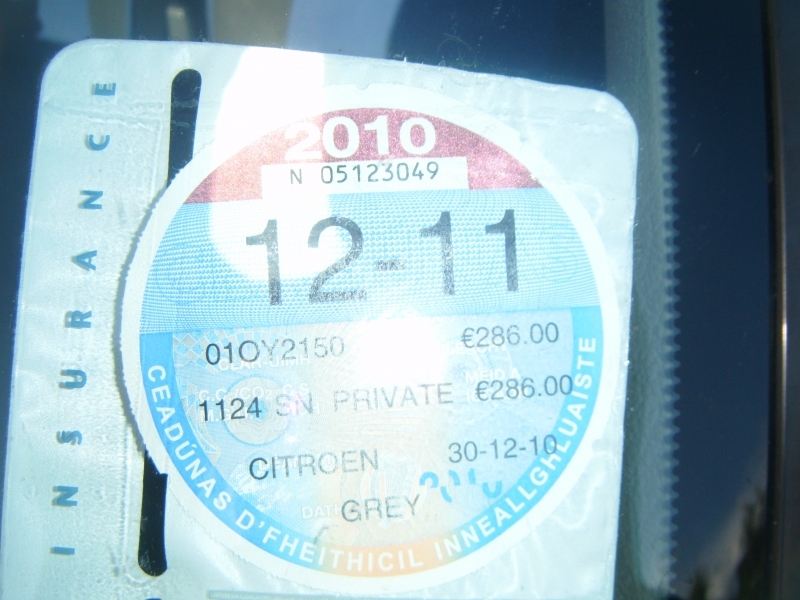 INSURANCE
2010
N 05123049
12-11
01OY2150 €286.00
1124 SN PRIVATE €286.00
CITROEN 30-12-10
GREY
CEADÚNAS D'FHEITHICIL INNEALLGHLUAISTE